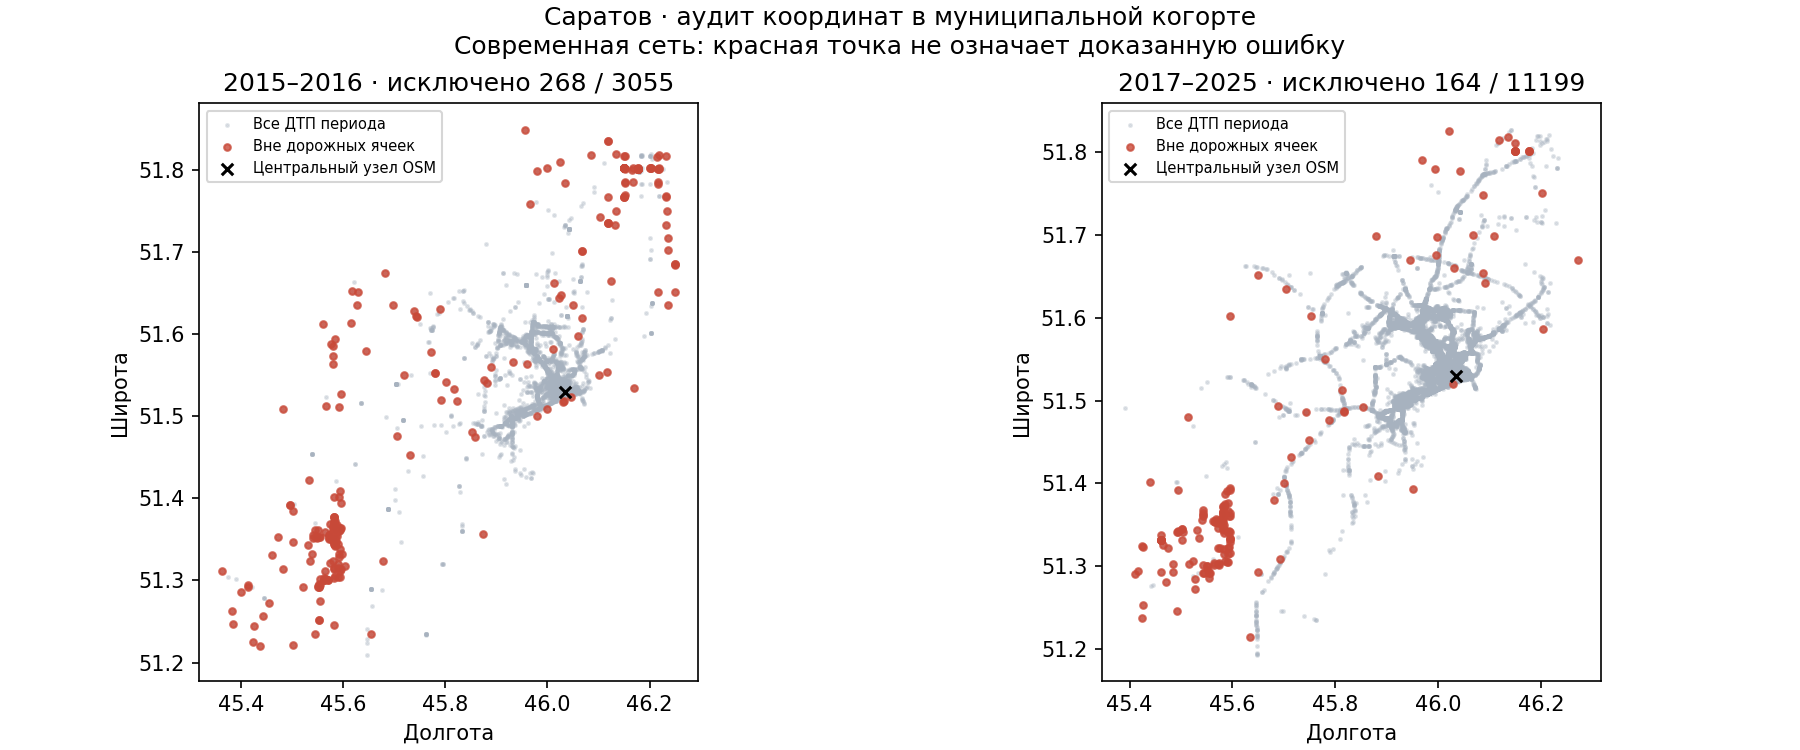 Саратов · аудит координат в муниципальной когорте
Современная сеть: красная точка не означает доказанную ошибку
2015–2016 · исключено 268 / 3055
Все ДТП периода
Вне дорожных ячеек
Центральный узел OSM
51.8
51.7
51.6
51.5
51.4
51.3
51.2
Широта
45.4
45.6
45.8
46.0
46.2
Долгота
2017–2025 · исключено 164 / 11199
Все ДТП периода
Вне дорожных ячеек
Центральный узел OSM
51.8
51.7
51.6
51.5
51.4
51.3
51.2
Широта
45.4
45.6
45.8
46.0
46.2
Долгота